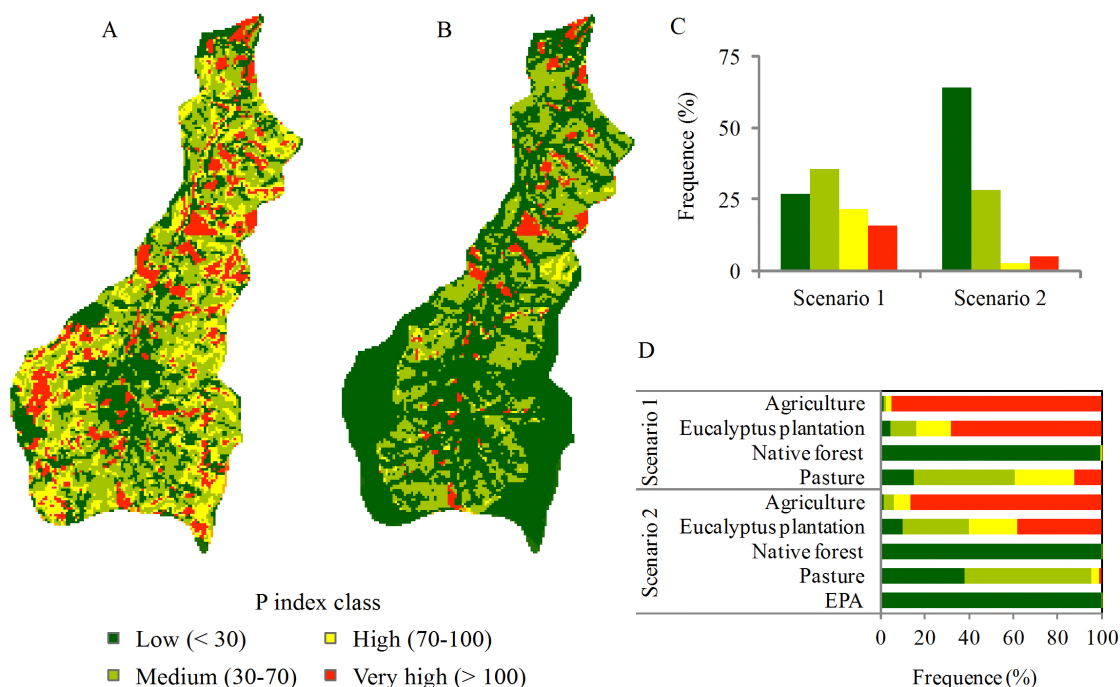 A
B
C
75
50
25
0
Frequence (%)
Scenario 1
Scenario 2
D
Scenario 1
Agriculture
Eucalyptus plantation
Native forest
Pasture
Scenario 2
Agriculture
Eucalyptus plantation
Native forest
Pasture
EPA
0 20 40 60 80 100
Frequence (%)
P index class
Low (< 30)
High (70-100)
Medium (30-70)
Very high (> 100)